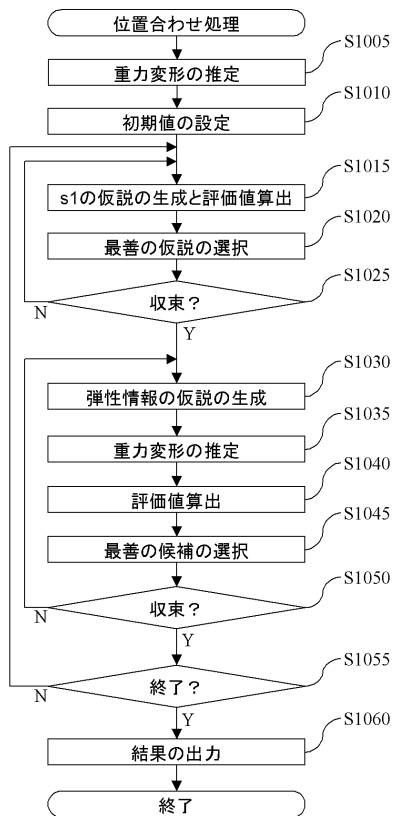 位置合わせ処理
重力変形の推定
S1005
初期値の設定
S1010
s1の仮説の生成と評価値算出
S1015
最善の仮説の選択
S1020
収束？
S1025
N
Y
弾性情報の仮説の生成
S1030
重力変形の推定
S1035
評価値算出
S1040
最善の候補の選択
S1045
収束？
S1050
N
Y
終了？
S1055
N
Y
結果の出力
S1060
終了